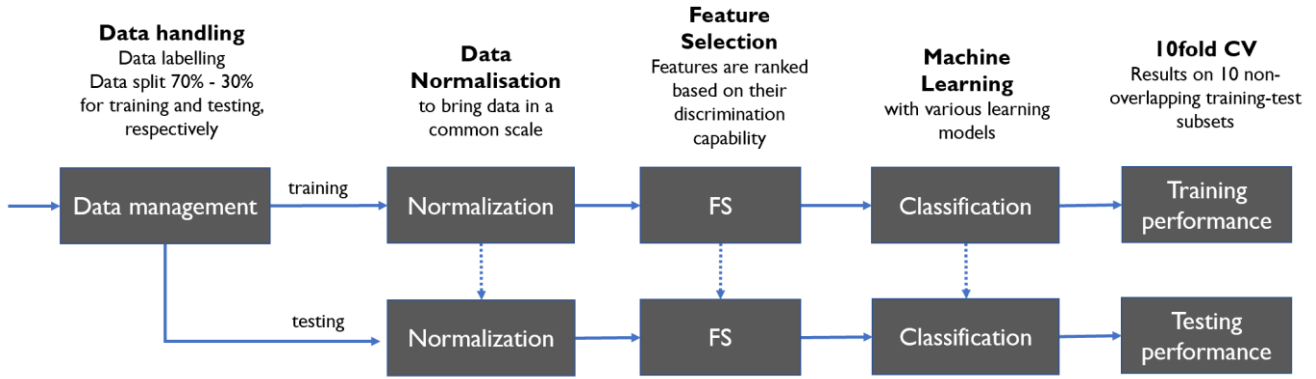 Data handling
Data labelling
Data split 70% - 30%
for training and testing,
respectively
Data
Normalisation
to bring data in a
common scale
Feature
Selection
Features are ranked
based on their
discrimination
capability
Machine
Learning
with various learning
models
10fold CV
Results on 10 non-
overlapping training-test
subsets
Data management
training
Normalization
FS
Classification
Training
performance
testing
Normalization
FS
Classification
Testing
performance